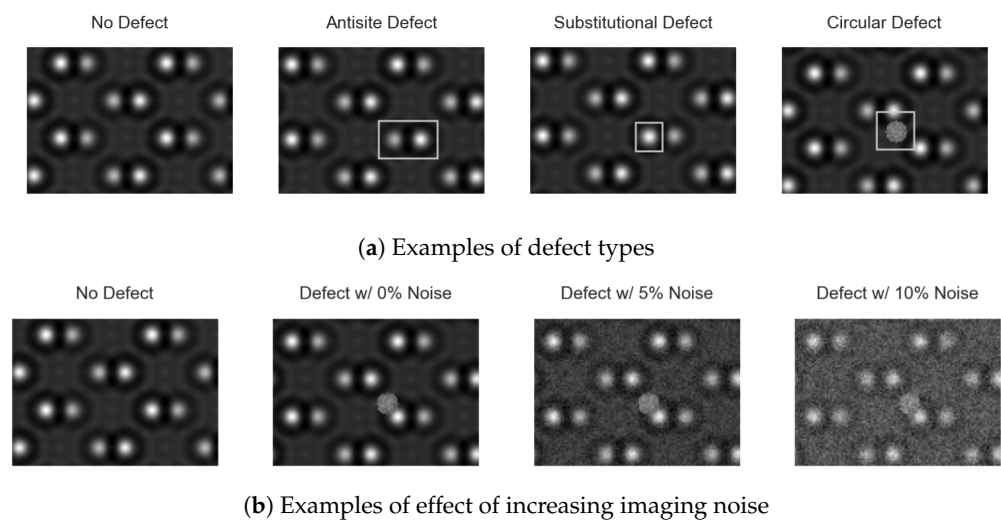 No Defect Antisite Defect Substitutional Defect Circular Defect
(a) Examples of defect types
No Defect Defect w/ 0% Noise Defect w/ 5% Noise Defect w/ 10% Noise
(b) Examples of effect of increasing imaging noise